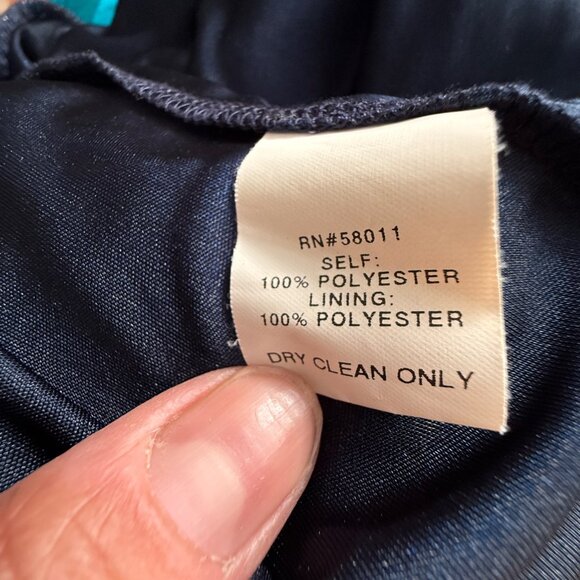 RN#58011
SELF:
100% POLYESTER
LINING:
100% POLYESTER
DRY CLEAN ONLY